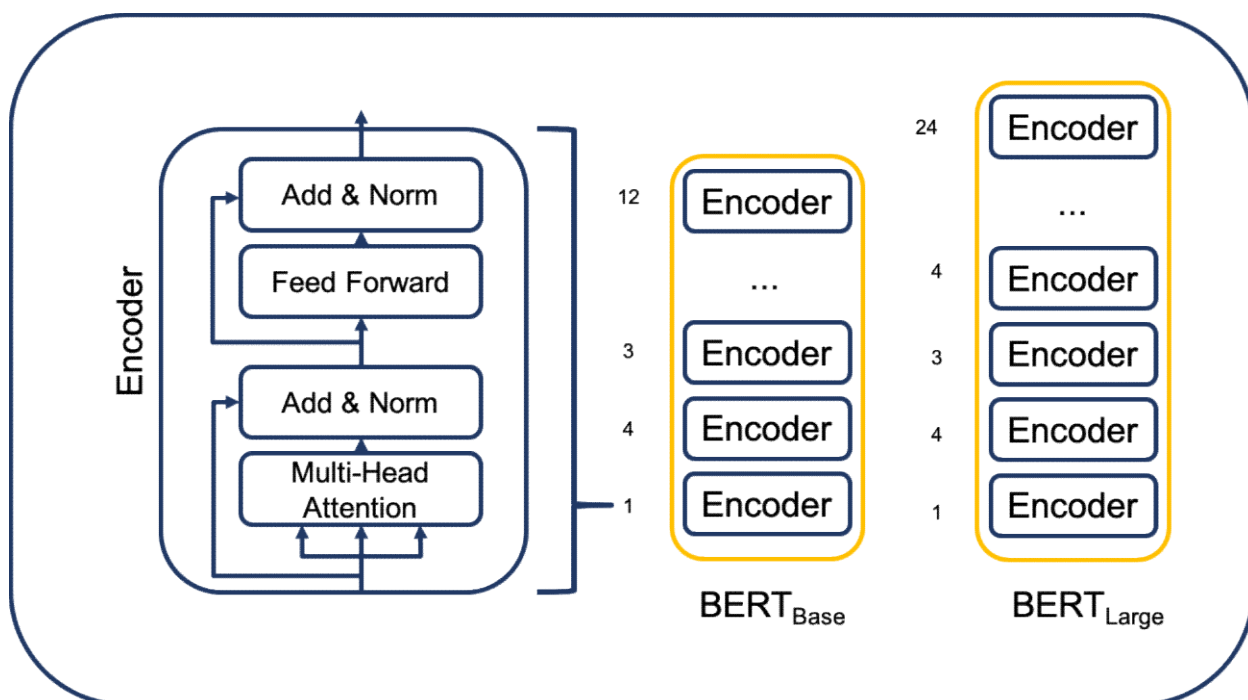 Encoder
Add & Norm
Feed Forward
Add & Norm
Multi-Head
Attention
12
Encoder
...
3
Encoder
4
Encoder
1
Encoder
BERTBase
24
Encoder
...
4
Encoder
3
Encoder
4
Encoder
1
Encoder
BERTLarge